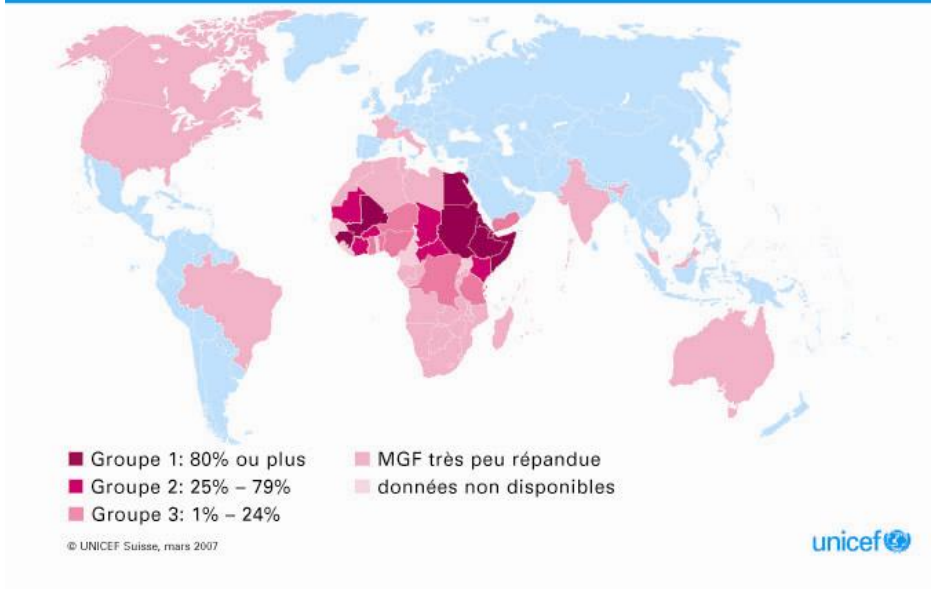 Groupe 1: 80% ou plus
Groupe 2: 25% – 79%
Groupe 3: 1% – 24%
MGF très peu répandue
données non disponibles
© UNICEF Suisse, mars 2007
unicef